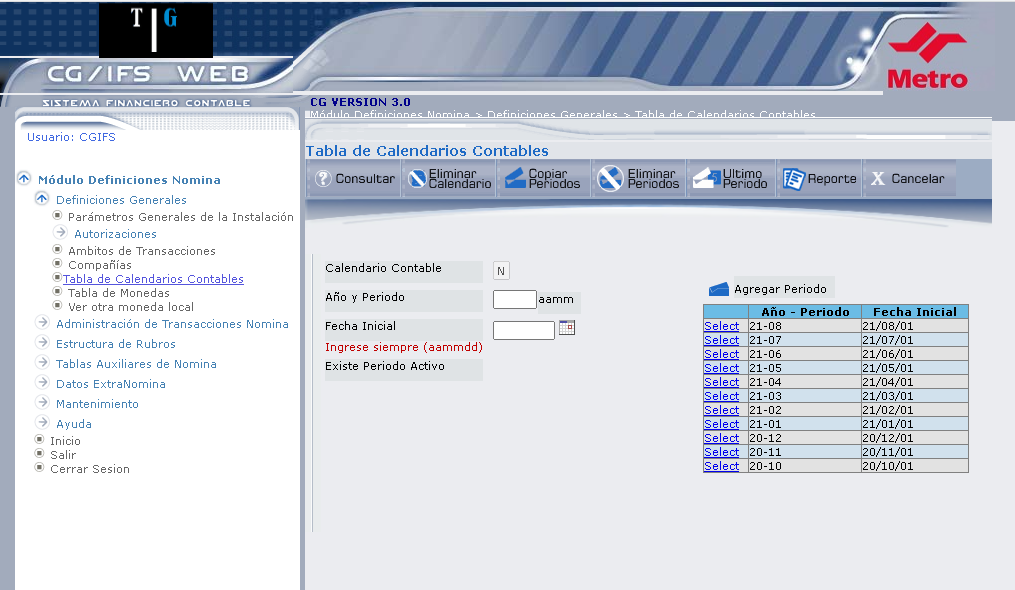 T|G
CG/IFS WEB
SISTEMA FINANCIERO CONTABLE
Metro
CG VERSION 3.0
Módulo Definiciones Nomina > Definiciones Generales > Tabla de Calendarios Contables
Usuario: CGIFS
Módulo Definiciones Nomina
Definiciones Generales
Parámetros Generales de la Instalación
Autorizaciones
Ambitos de Transacciones
Compañías
Tabla de Calendarios Contables
Tabla de Monedas
Ver otra moneda local
Administración de Transacciones Nomina
Estructura de Rubros
Tablas Auxiliares de Nomina
Datos ExtraNomina
Mantenimiento
Ayuda
Inicio
Salir
Cerrar Sesion
Tabla de Calendarios Contables
Consultar
Eliminar Calendario
Copiar Periodos
Eliminar Periodos
Ultimo Periodo
Reporte
X Cancelar
Calendario Contable N
Año y Periodo aamm
Fecha Inicial
Ingrese siempre (aammdd)
Existe Periodo Activo
Agregar Periodo
Año - Periodo Fecha Inicial
Select 21-08 21/08/01
Select 21-07 21/07/01
Select 21-06 21/06/01
Select 21-05 21/05/01
Select 21-04 21/04/01
Select 21-03 21/03/01
Select 21-02 21/02/01
Select 21-01 21/01/01
Select 20-12 20/12/01
Select 20-11 20/11/01
Select 20-10 20/10/01